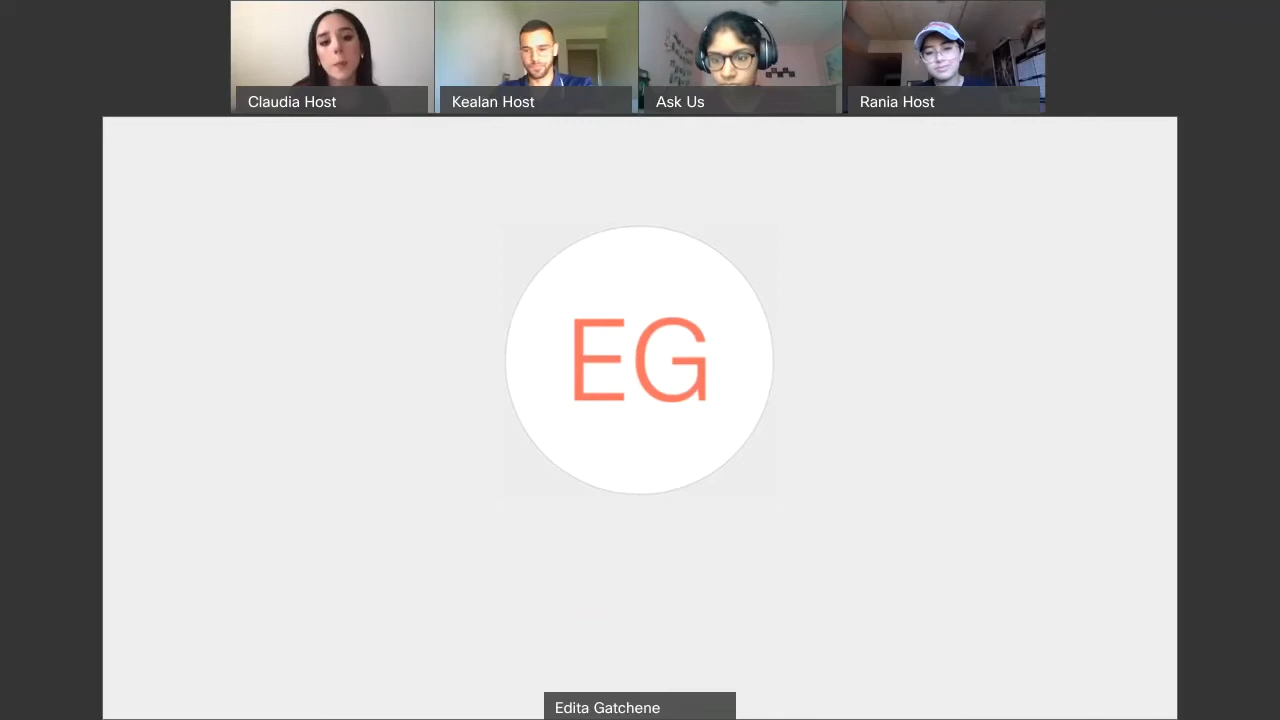 Claudia Host
Kealan Host
Ask Us
Rania Host
EG
Edita Gatchene